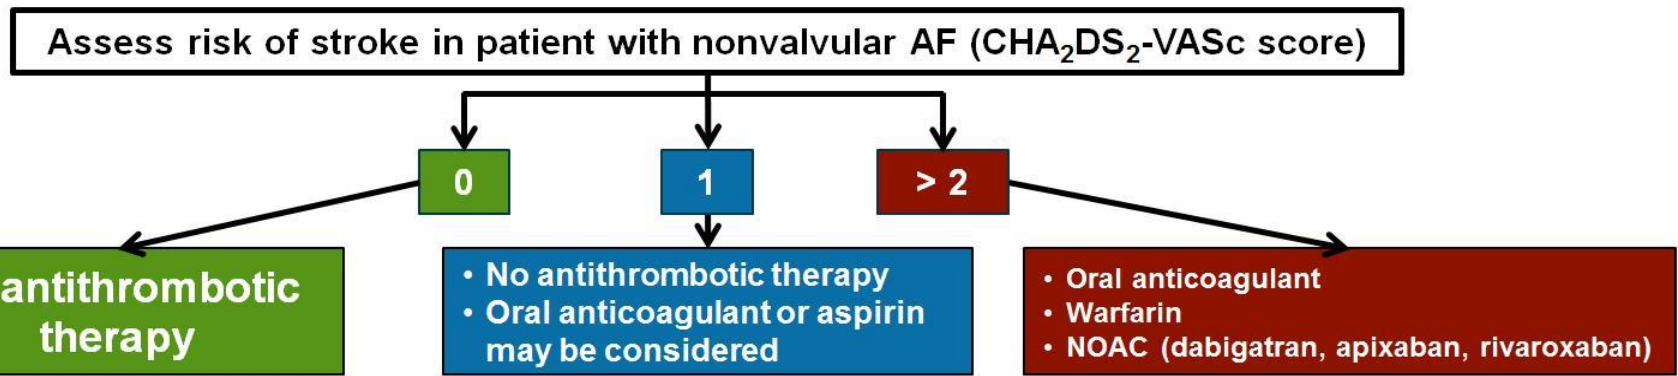 Assess risk of stroke in patient with nonvalvular AF (CHA₂DS₂-VASc score)
0
1
> 2
antithrombotic
therapy
• No antithrombotic therapy
• Oral anticoagulant or aspirin
may be considered
• Oral anticoagulant
• Warfarin
• NOAC (dabigatran, apixaban, rivaroxaban)